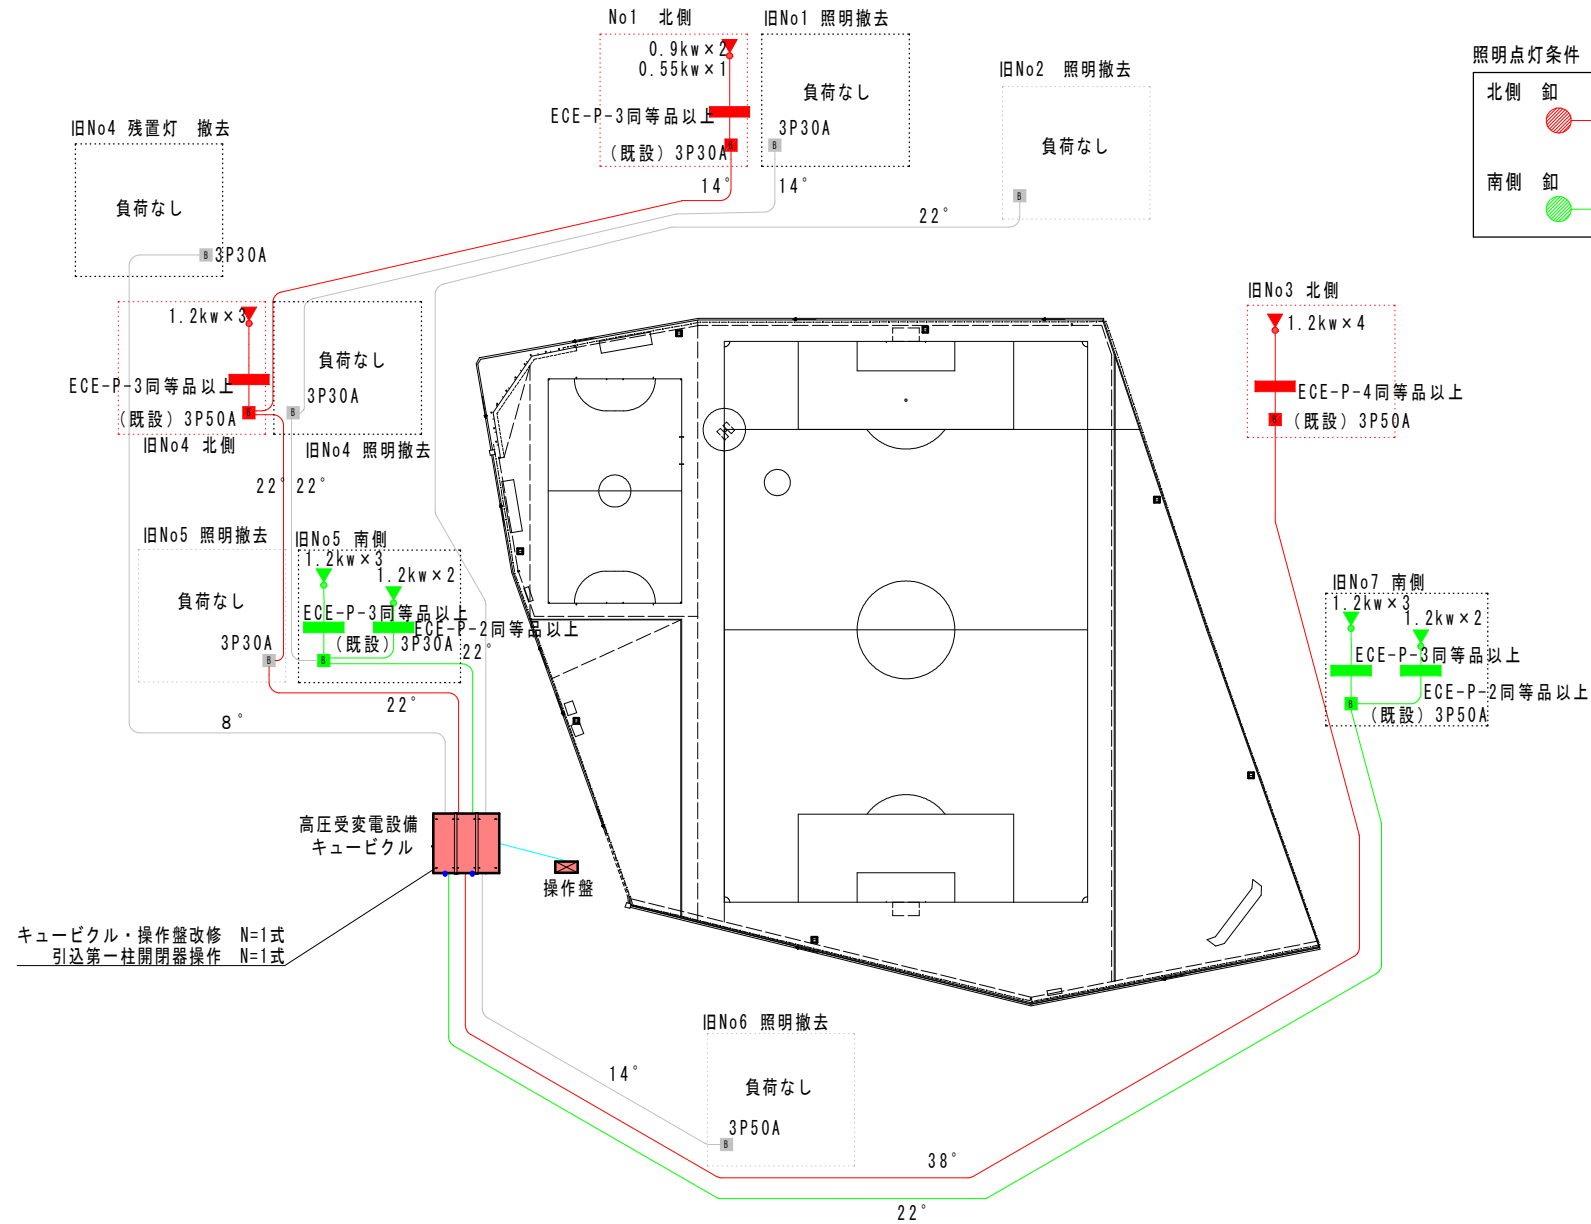 No1 北側
旧No1 照明撤去
0.9kw×2
0.55kw×1
負荷なし
ECE-P-3同等品以上
3P30A
(既設) 3P30A
14°
14°
旧No2 照明撤去
負荷なし
22°
照明点灯条件
北側 釦
南側 釦
旧No4 残置灯 撤去
負荷なし
3P30A
1.2kw×3
負荷なし
ECE-P-3同等品以上
3P30A
(既設) 3P50A
旧No4 北側
旧No4 照明撤去
22°
22°
旧No3 北側
1.2kw×4
ECE-P-4同等品以上
(既設) 3P50A
旧No5 照明撤去
負荷なし
3P30A
旧No5 南側
1.2kw×3
1.2kw×2
ECE-P-3同等品以上
ECE-P-2同等品以上
(既設) 3P30A
22°
22°
8°
旧No7 南側
1.2kw×3
1.2kw×2
ECE-P-3同等品以上
ECE-P-2同等品以上
(既設) 3P50A
高圧受変電設備
キュービクル
操作盤
キュービクル・操作盤改修 N=1式
引込第一柱開閉器操作 N=1式
旧No6 照明撤去
負荷なし
3P50A
14°
38°
22°
B
B
B
B
B
B
B
B
B
B
B